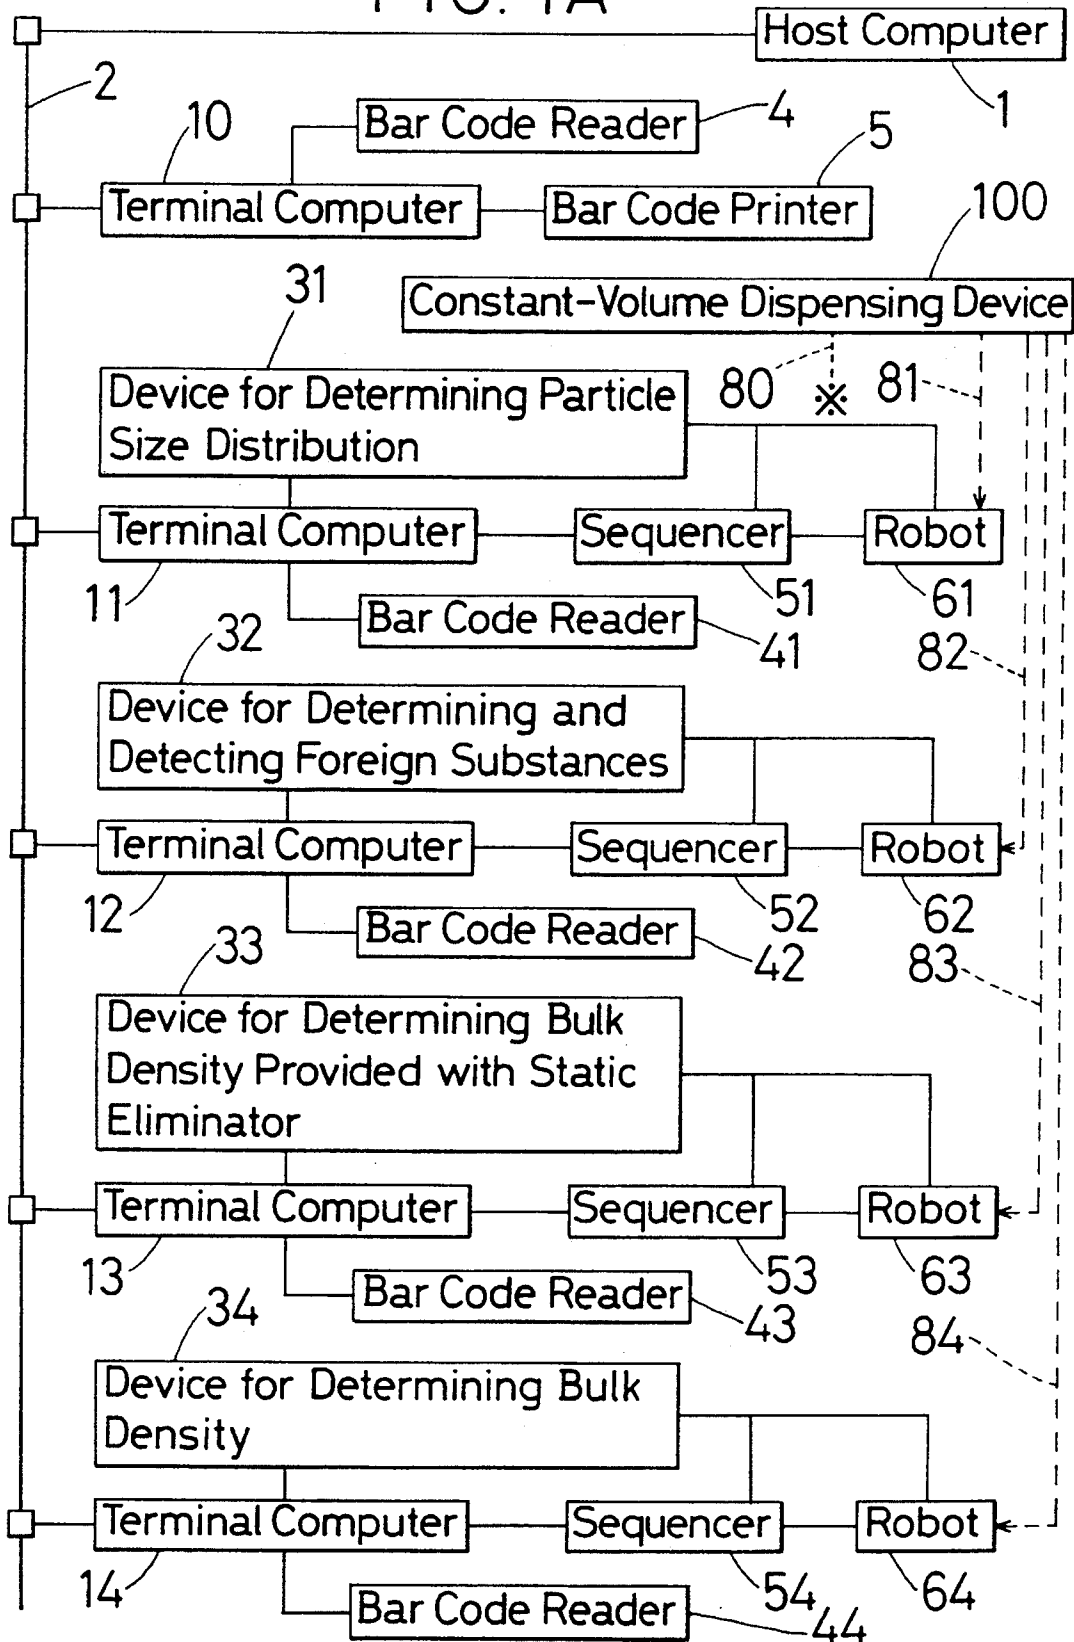 FIG. 1A
Host Computer
2
1
Bar Code Reader
4
10
5
Terminal Computer
Bar Code Printer
100
31
Constant-Volume Dispensing Device
Device for Determining Particle
Size Distribution
80
※
81
Terminal Computer
Sequencer
Robot
11
51
61
Bar Code Reader
41
32
82
Device for Determining and
Detecting Foreign Substances
Terminal Computer
Sequencer
Robot
12
52
62
Bar Code Reader
42
33
83
Device for Determining Bulk
Density Provided with Static
Eliminator
Terminal Computer
Sequencer
Robot
13
53
63
Bar Code Reader
43
34
84
Device for Determining Bulk
Density
Terminal Computer
Sequencer
Robot
14
54
64
Bar Code Reader
44